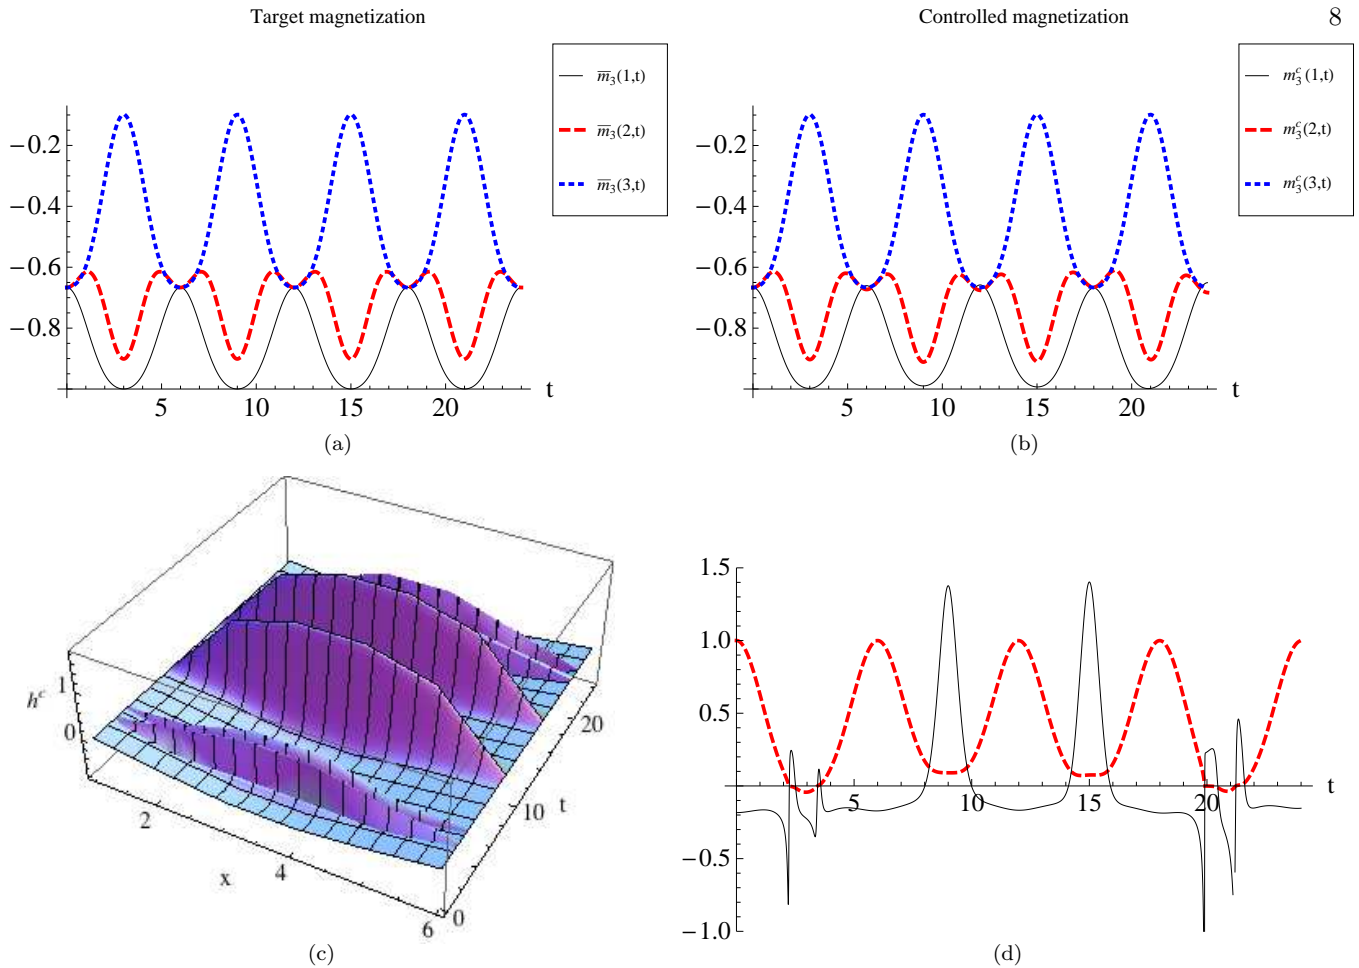 Target magnetization
Controlled magnetization
8
m̅₃(1,t)
m̅₃(2,t)
m̅₃(3,t)
−0.2
−0.4
−0.6
−0.8
5 10 15 20 t
(a)
m₃ᶜ(1,t)
m₃ᶜ(2,t)
m₃ᶜ(3,t)
−0.2
−0.4
−0.6
−0.8
5 10 15 20 t
(b)
hᶜ
1
0
2
4
6
x
0
10
20
t
(c)
1.5
1.0
0.5
−0.5
−1.0
5 10 15 20 t
(d)